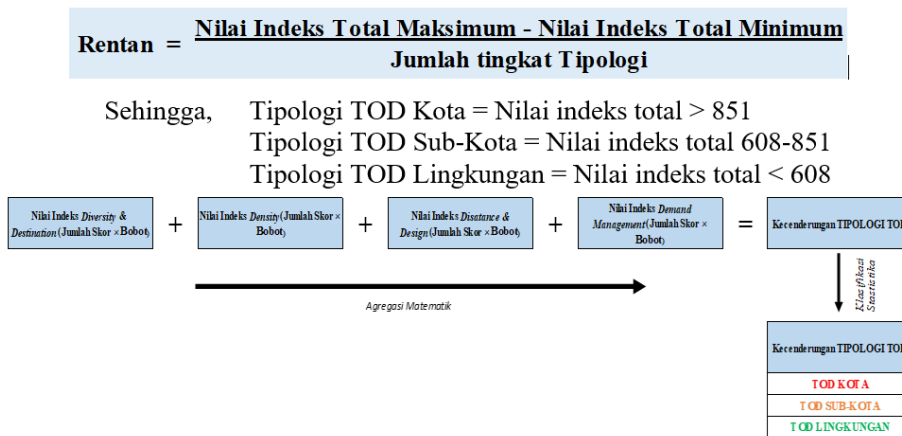 Rentan = Nilai Indeks Total Maksimum - Nilai Indeks Total Minimum
Jumlah tingkat Tipologi
Sehingga, Tipologi TOD Kota = Nilai indeks total > 851
Tipologi TOD Sub-Kota = Nilai indeks total 608-851
Tipologi TOD Lingkungan = Nilai indeks total < 608
Nilai Indeks Diversity &
Destination (Jumlah Skor × Bobot)
+
Nilai Indeks Density (Jumlah Skor ×
Bobot)
+
Nilai Indeks Disatance &
Design (Jumlah Skor × Bobot)
+
Nilai Indeks Demand
Management (Jumlah Skor ×
Bobot)
=
Kecenderungan TIPOLOGI TOD
Agregasi Matematik
Klasifikasi
Stastistika
Kecenderungan TIPOLOGI TOD
TOD KOTA
TOD SUB-KOTA
TOD LINGKUNGAN